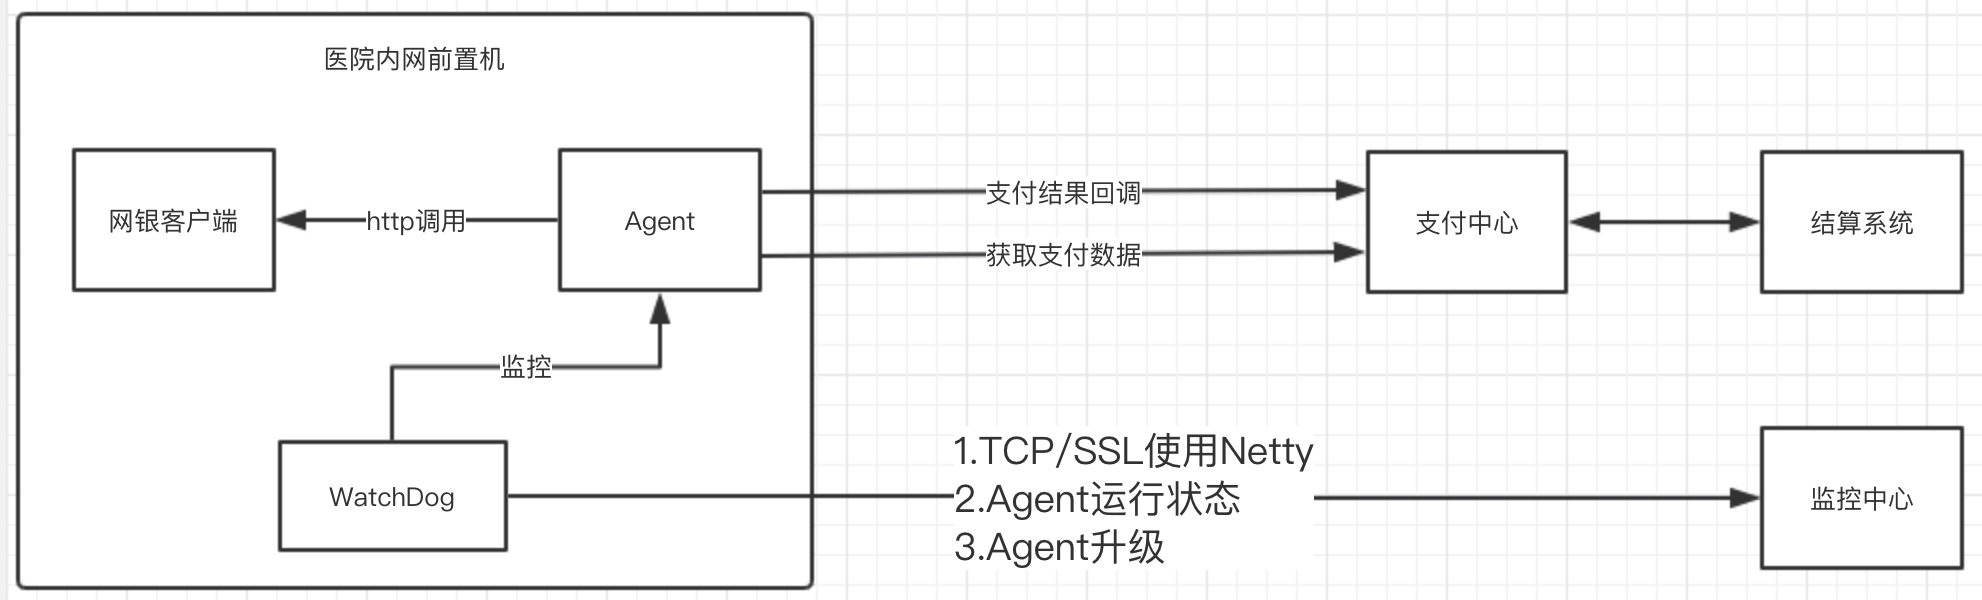 医院内网前置机
网银客户端
http调用
Agent
支付结果回调
获取支付数据
支付中心
结算系统
监控
WatchDog
1.TCP/SSL使用Netty
2.Agent运行状态
3.Agent升级
监控中心